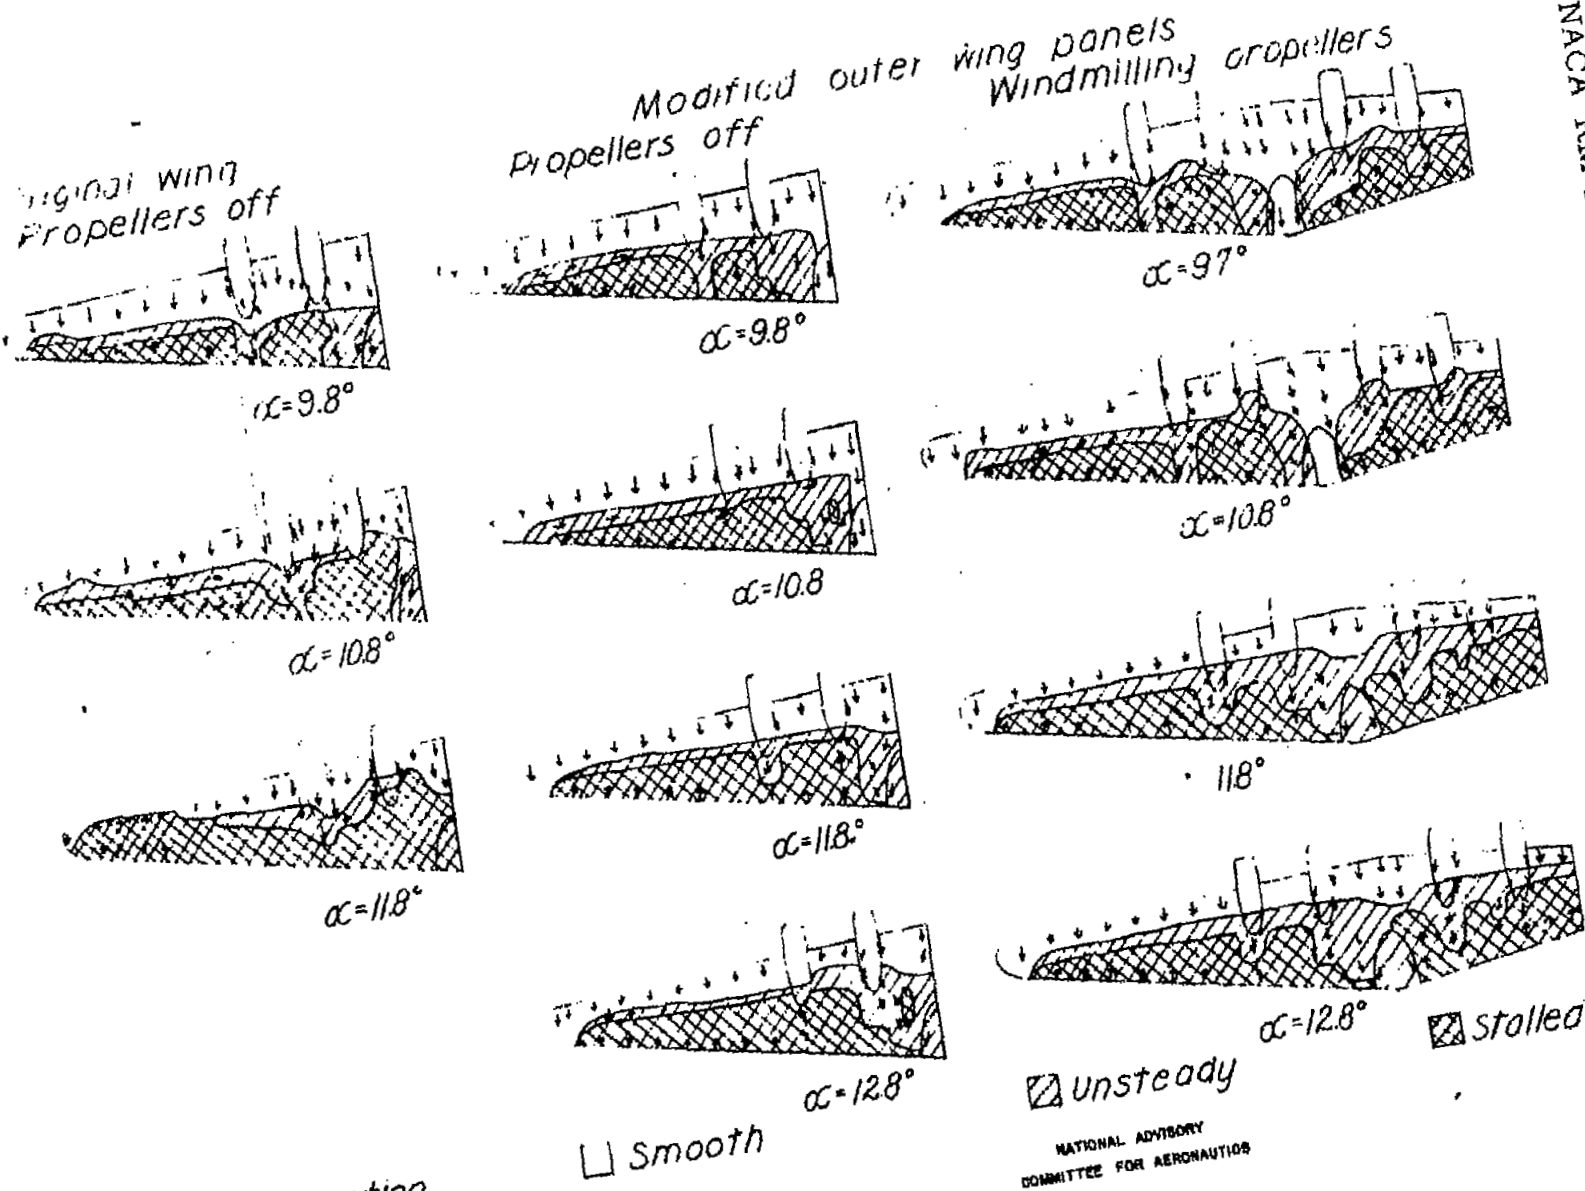 Modified outer wing panels
Windmilling propellers
Propellers off
wing
Propellers off
NACA
α=9.8°
α=9.8°
α=9.7°
α=10.8°
α=10.8
α=10.8°
α=11.8°
α=11.8°
11.8°
α=12.8°
α=12.8°
Stalled
Unsteady
Smooth
NATIONAL ADVISORY
COMMITTEE FOR AERONAUTICS